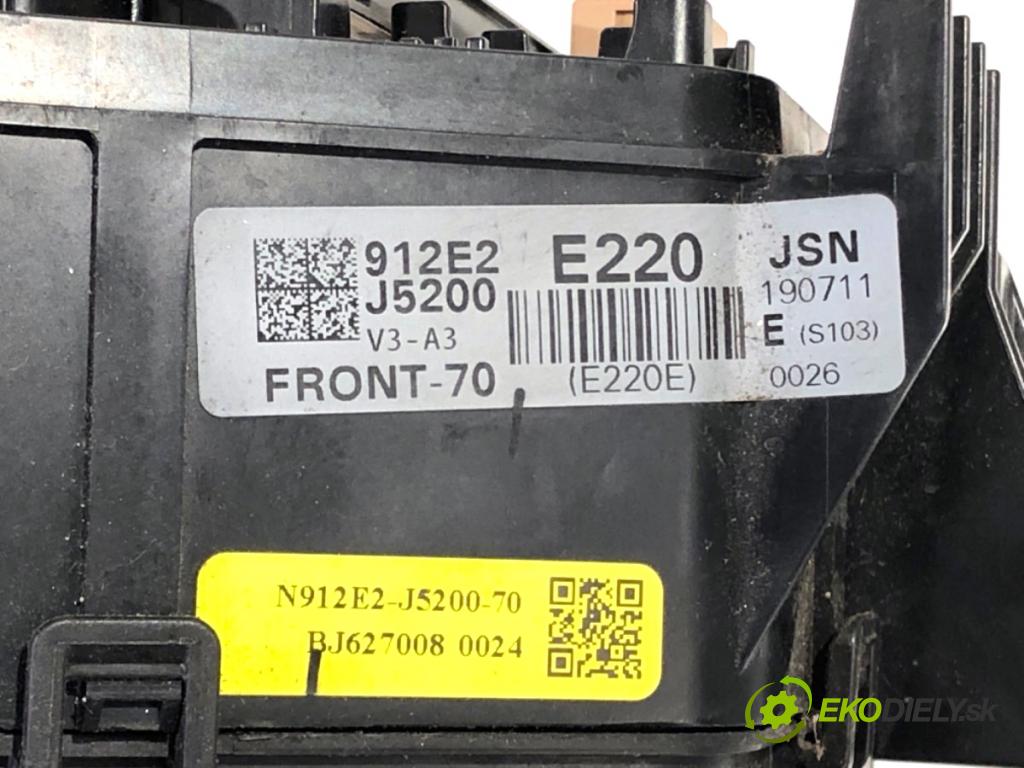 912E2 E220 JSN
J5200 190711
V3-A3 E (S103)
FRONT-70 (E220E) 0026
N912E2-J5200-70
BJ627008 0024
EKODIELY.sk